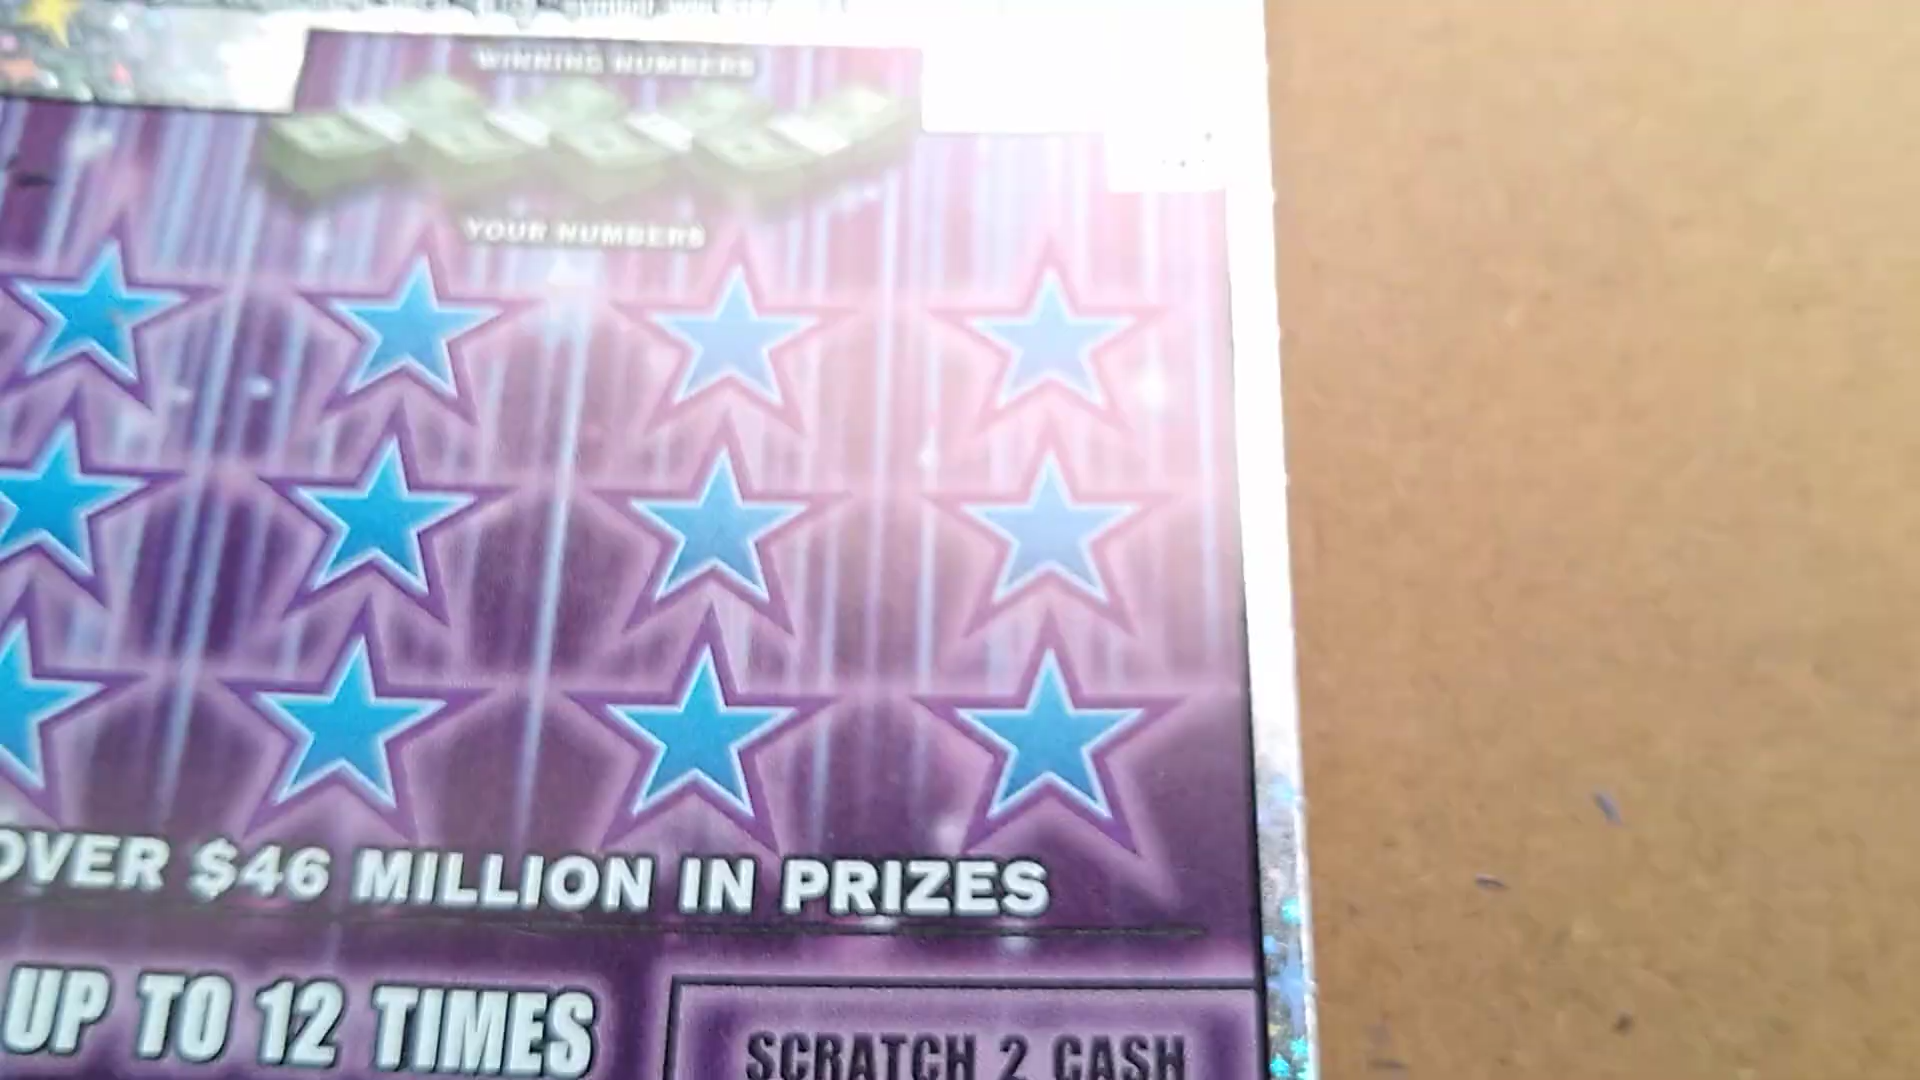 WINNING NUMBERS
YOUR NUMBERS
OVER $46 MILLION IN PRIZES
UP TO 12 TIMES
SCRATCH 2 CASH